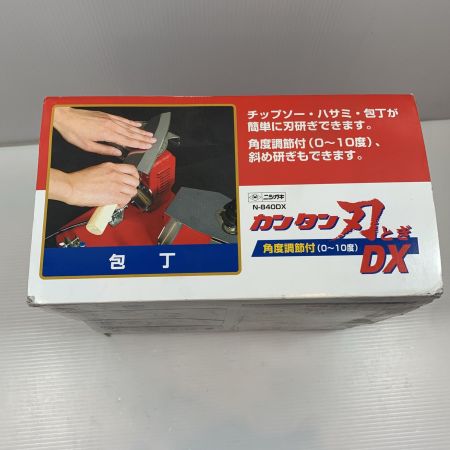 チップソー・ハサミ・包丁が
簡単に刃研ぎできます。
角度調節付(0〜10度)、
斜め研ぎもできます。
ニシガキ
N-840DX
カンタン刃とぎ
角度調節付(0〜10度)
DX
包丁